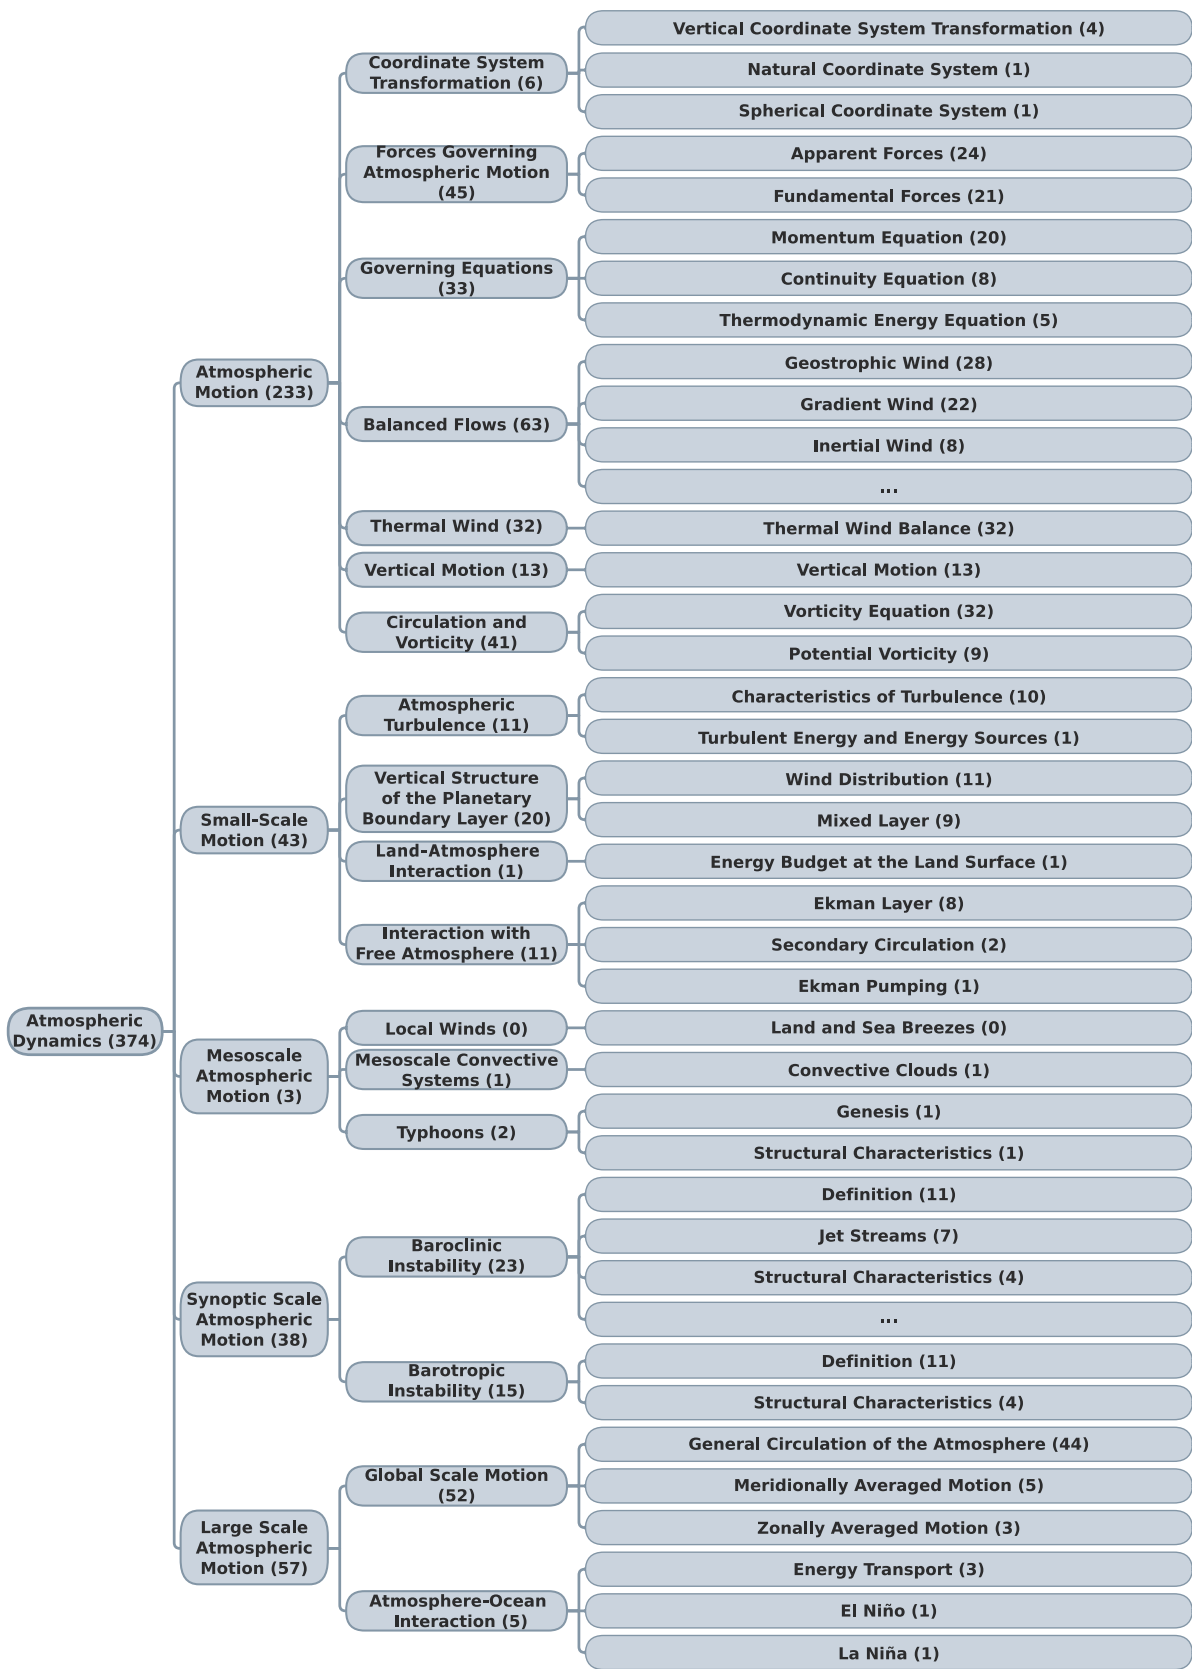 Atmospheric
Dynamics (374)
Atmospheric
Motion (233)
Coordinate System
Transformation (6)
Vertical Coordinate System Transformation (4)
Natural Coordinate System (1)
Spherical Coordinate System (1)
Forces Governing
Atmospheric Motion
(45)
Apparent Forces (24)
Fundamental Forces (21)
Governing Equations
(33)
Momentum Equation (20)
Continuity Equation (8)
Thermodynamic Energy Equation (5)
Balanced Flows (63)
Geostrophic Wind (28)
Gradient Wind (22)
Inertial Wind (8)
...
Thermal Wind (32)
Thermal Wind Balance (32)
Vertical Motion (13)
Vertical Motion (13)
Circulation and
Vorticity (41)
Vorticity Equation (32)
Potential Vorticity (9)
Small-Scale
Motion (43)
Atmospheric
Turbulence (11)
Characteristics of Turbulence (10)
Turbulent Energy and Energy Sources (1)
Vertical Structure
of the Planetary
Boundary Layer (20)
Wind Distribution (11)
Mixed Layer (9)
Land-Atmosphere
Interaction (1)
Energy Budget at the Land Surface (1)
Interaction with
Free Atmosphere (11)
Ekman Layer (8)
Secondary Circulation (2)
Ekman Pumping (1)
Mesoscale
Atmospheric
Motion (3)
Local Winds (0)
Land and Sea Breezes (0)
Mesoscale Convective
Systems (1)
Convective Clouds (1)
Typhoons (2)
Genesis (1)
Structural Characteristics (1)
Synoptic Scale
Atmospheric
Motion (38)
Baroclinic
Instability (23)
Definition (11)
Jet Streams (7)
Structural Characteristics (4)
...
Barotropic
Instability (15)
Definition (11)
Structural Characteristics (4)
Large Scale
Atmospheric
Motion (57)
Global Scale Motion
(52)
General Circulation of the Atmosphere (44)
Meridionally Averaged Motion (5)
Zonally Averaged Motion (3)
Atmosphere-Ocean
Interaction (5)
Energy Transport (3)
El Niño (1)
La Niña (1)